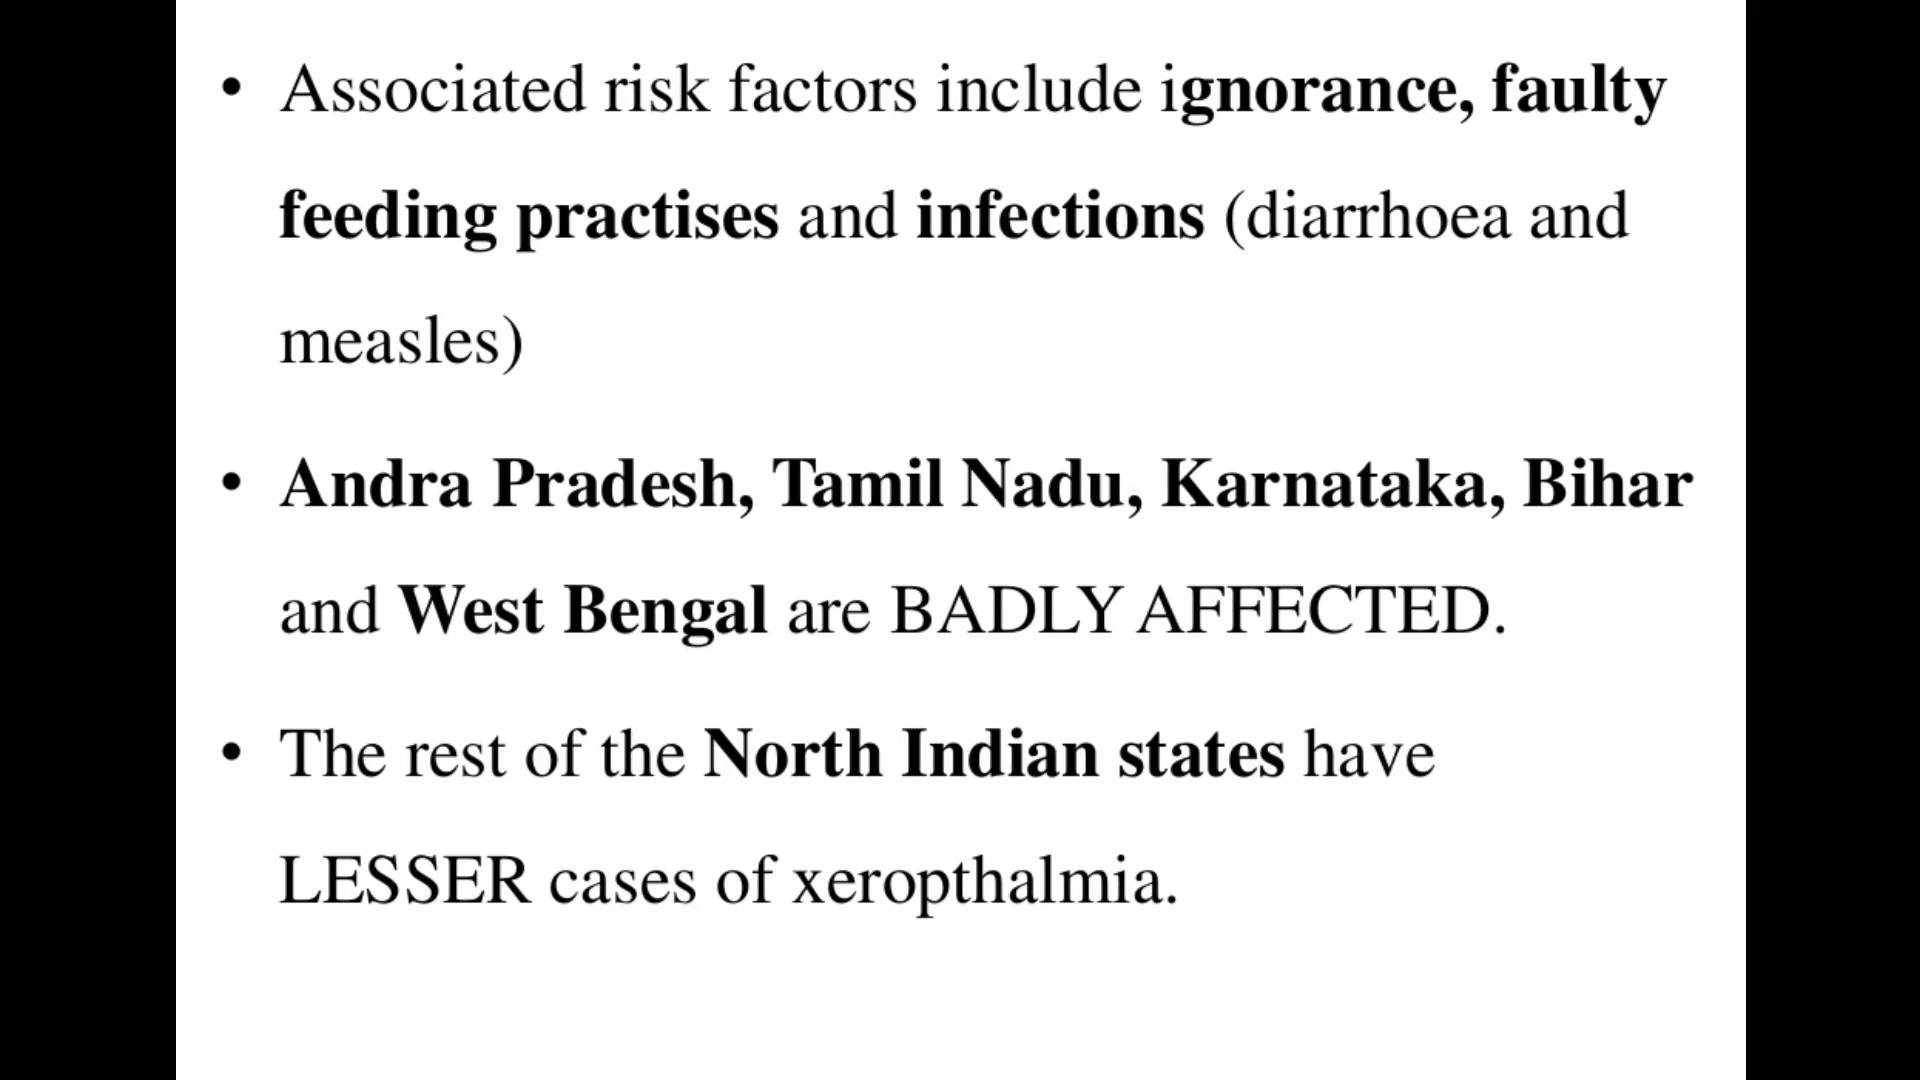 • Associated risk factors include ignorance, faulty
feeding practises and infections (diarrhoea and
measles)
• Andra Pradesh, Tamil Nadu, Karnataka, Bihar
and West Bengal are BADLY AFFECTED.
• The rest of the North Indian states have
LESSER cases of xeropthalmia.